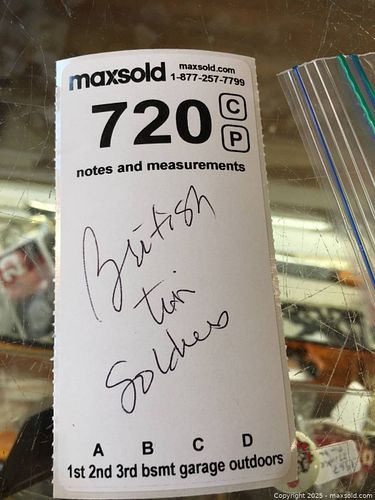 maxsold maxsold.com
1-877-257-7799
720 C
P
notes and measurements
British
tin
Soldiers
A B C D
1st 2nd 3rd bsmt garage outdoors
Copyright 2025 - maxsold.com